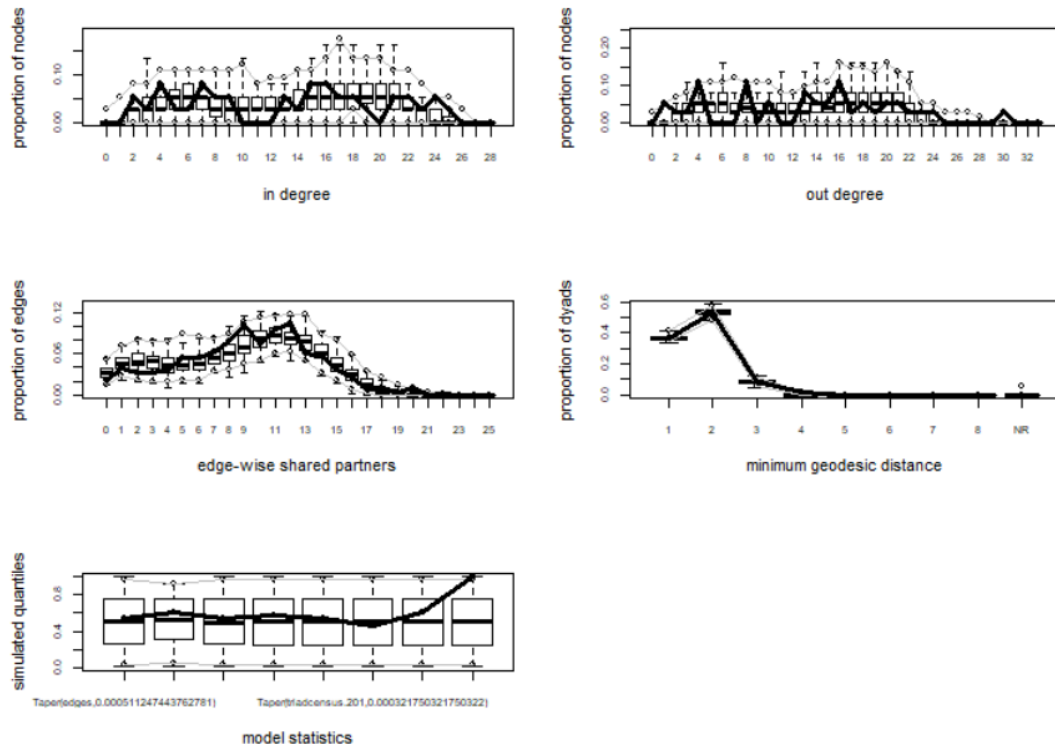 proportion of nodes
0.00 0.10
0 2 4 6 8 10 12 14 16 18 20 22 24 26 28
in degree
proportion of nodes
0.00 0.10 0.20
0 2 4 6 8 10 12 14 16 18 20 22 24 26 28 30 32
out degree
proportion of edges
0.00 0.06 0.12
0 1 2 3 4 5 6 7 8 9 11 13 15 17 19 21 23 25
edge-wise shared partners
proportion of dyads
0.0 0.2 0.4 0.6
1 2 3 4 5 6 7 8 NR
minimum geodesic distance
simulated quantiles
0.0 0.4 0.8
Taper(edges,0.000511247443762781) Taper(triadcensus.201,0.000321750321750322)
model statistics